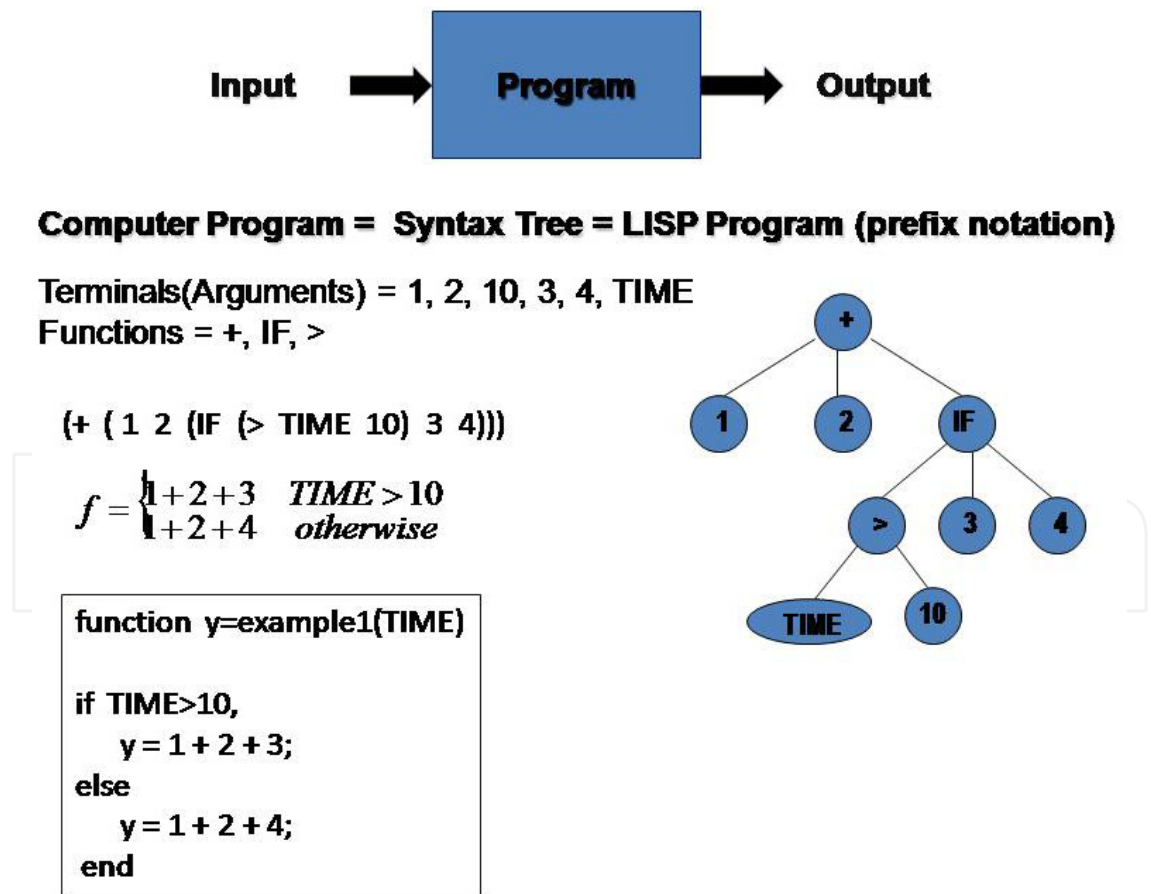 Input Program Output
Computer Program = Syntax Tree = LISP Program (prefix notation)
Terminals(Arguments) = 1, 2, 10, 3, 4, TIME
Functions = +, IF, >
(+ ( 1 2 (IF (> TIME 10) 3 4)))
f = { 1+2+3 TIME > 10
1+2+4 otherwise
function y=example1(TIME)
if TIME>10,
y = 1 + 2 + 3;
else
y = 1 + 2 + 4;
end
+
1 2 IF
> 3 4
TIME 10